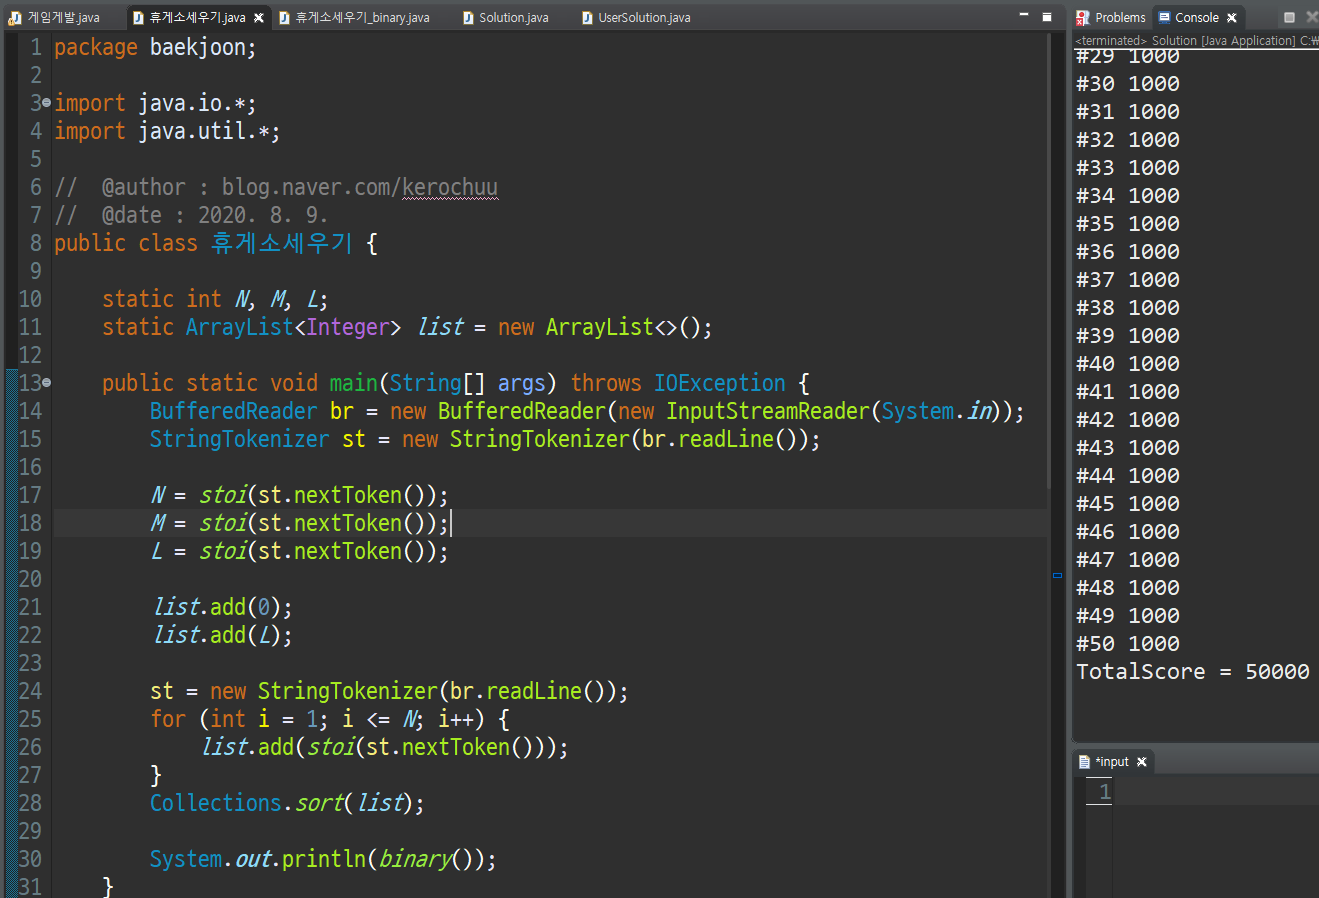 게임게발.java 휴게소세우기.java 휴게소세우기_binary.java Solution.java UserSolution.java
1 package baekjoon;
2
3 import java.io.*;
4 import java.util.*;
5
6 //  @author : blog.naver.com/kerochuu
7 //  @date : 2020. 8. 9.
8 public class 휴게소세우기 {
9
10     static int N, M, L;
11     static ArrayList<Integer> list = new ArrayList<>();
12
13     public static void main(String[] args) throws IOException {
14         BufferedReader br = new BufferedReader(new InputStreamReader(System.in));
15         StringTokenizer st = new StringTokenizer(br.readLine());
16
17         N = stoi(st.nextToken());
18         M = stoi(st.nextToken());
19         L = stoi(st.nextToken());
20
21         list.add(0);
22         list.add(L);
23
24         st = new StringTokenizer(br.readLine());
25         for (int i = 1; i <= N; i++) {
26             list.add(stoi(st.nextToken()));
27         }
28         Collections.sort(list);
29
30         System.out.println(binary());
31     }
Problems Console
<terminated> Solution [Java Application] C:₩
#29 1000
#30 1000
#31 1000
#32 1000
#33 1000
#34 1000
#35 1000
#36 1000
#37 1000
#38 1000
#39 1000
#40 1000
#41 1000
#42 1000
#43 1000
#44 1000
#45 1000
#46 1000
#47 1000
#48 1000
#49 1000
#50 1000
TotalScore = 50000
*input
1